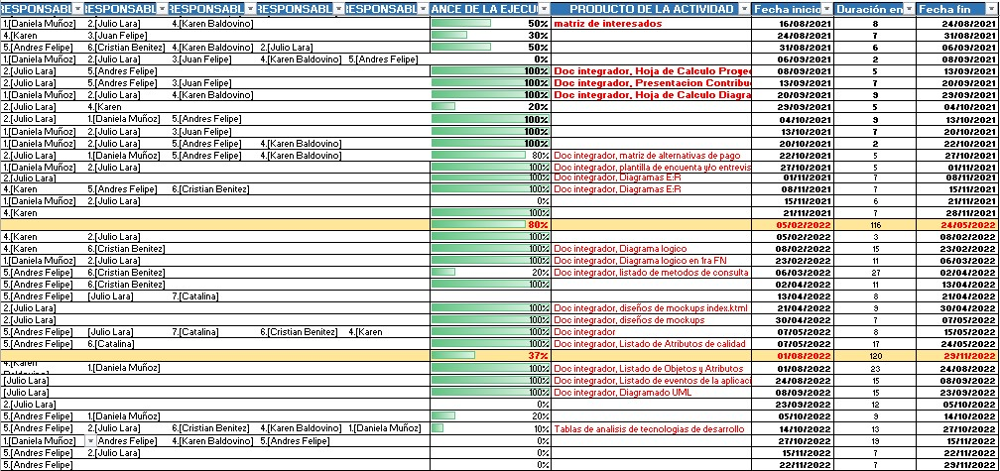 RESPONSABL RESPONSABL RESPONSABL RESPONSABL RESPONSABL ANCE DE LA EJECU PRODUCTO DE LA ACTIVIDAD Fecha inicio Duración en Fecha fin
1.[Daniela Muñoz] 2.[Julio Lara] 4.[Karen Baldovino] 50% matriz de interesados 16/08/2021 8 24/08/2021
4.[Karen 3.[Juan Felipe] 30% 24/08/2021 7 31/08/2021
5.[Andres Felipe] 6.[Cristian Benitez] 4.[Karen Baldovino] 2.[Julio Lara] 50% 31/08/2021 6 06/09/2021
1.[Daniela Muñoz] 2.[Julio Lara] 3.[Juan Felipe] 4.[Karen Baldovino] 5.[Andres Felipe] 0% 06/09/2021 2 08/09/2021
2.[Julio Lara] 5.[Andres Felipe] 100% Doc integrador, Hoja de Calculo Proye 08/09/2021 5 13/09/2021
2.[Julio Lara] 5.[Andres Felipe] 3.[Juan Felipe] 100% Doc integrador, Presentacion Contribu 13/09/2021 7 20/09/2021
1.[Daniela Muñoz] 2.[Julio Lara] 4.[Karen Baldovino] 100% Doc integrador, Hoja de Calculo Diagra 20/09/2021 9 29/09/2021
2.[Julio Lara] 4.[Karen 20% 29/09/2021 5 04/10/2021
2.[Julio Lara] 1.[Daniela Muñoz] 5.[Andres Felipe] 100% 04/10/2021 9 13/10/2021
1.[Daniela Muñoz] 2.[Julio Lara] 3.[Juan Felipe] 100% 13/10/2021 7 20/10/2021
1.[Daniela Muñoz] 2.[Julio Lara] 5.[Andres Felipe] 4.[Karen Baldovino] 100% 20/10/2021 2 22/10/2021
2.[Julio Lara] 1.[Daniela Muñoz] 5.[Andres Felipe] 4.[Karen Baldovino] 80% Doc integrador, matriz de alternativas de pago 22/10/2021 5 27/10/2021
1.[Daniela Muñoz] 2.[Julio Lara] 100% Doc integrador, plantilla de encuenta y/o entrevis 27/10/2021 5 01/11/2021
2.[Julio Lara] 100% Doc integrador, Diagramas E:R 01/11/2021 7 08/11/2021
4.[Karen 5.[Andres Felipe] 6.[Cristian Benitez] 100% Doc integrador, Diagramas E:R 08/11/2021 7 15/11/2021
1.[Daniela Muñoz] 2.[Julio Lara] 0% 15/11/2021 6 21/11/2021
4.[Karen 100% 21/11/2021 7 28/11/2021
80% 05/02/2022 116 24/05/2022
4.[Karen 2.[Julio Lara] 100% 05/02/2022 3 08/02/2022
4.[Karen 6.[Cristian Benitez] 100% Doc integrador, Diagrama logico 08/02/2022 15 23/02/2022
1.[Daniela Muñoz] 2.[Julio Lara] 100% Doc integrador, Diagrama logico en 1ra FN 23/02/2022 11 06/03/2022
5.[Andres Felipe] 6.[Cristian Benitez] 20% Doc integrador, listado de metodos de consulta 06/03/2022 27 02/04/2022
5.[Andres Felipe] 6.[Cristian Benitez] 100% 02/04/2022 11 13/04/2022
5.[Andres Felipe] [Julio Lara] 7.[Catalina] 13/04/2022 8 21/04/2022
2.[Julio Lara] 100% Doc integrador, diseños de mockups index.ktml 21/04/2022 9 30/04/2022
2.[Julio Lara] 100% Doc integrador, diseños de mockups 30/04/2022 7 07/05/2022
5.[Andres Felipe] [Julio Lara] 7.[Catalina] 6.[Cristian Benitez] 4.[Karen 100% Doc integrador 07/05/2022 8 15/05/2022
5.[Andres Felipe] 6.[Catalina] 100% Doc integrador, Listado de Atributos de calidad 07/05/2022 17 24/05/2022
37% 01/08/2022 120 29/11/2022
4.[Karen 1.[Daniela Muñoz] 100% Doc integrador, Listado de Objetos y Atributos 01/08/2022 23 24/08/2022
[Julio Lara] 100% Doc integrador, Listado de eventos de la aplicaci 24/08/2022 15 08/09/2022
[Julio Lara] 100% Doc integrador, Diagramado UML 08/09/2022 15 23/09/2022
2.[Julio Lara] 0% 23/09/2022 12 05/10/2022
5.[Andres Felipe] 1.[Daniela Muñoz] 20% 05/10/2022 9 14/10/2022
5.[Andres Felipe] 2.[Julio Lara] 6.[Cristian Benitez] 4.[Karen Baldovino] 1.[Daniela Muñoz] 10% Tablas de analisis de tecnologias de desarrollo 14/10/2022 13 27/10/2022
1.[Daniela Muñoz] Andres Felipe] 4.[Karen Baldovino] 5.[Andres Felipe] 0% 27/10/2022 19 15/11/2022
5.[Andres Felipe] 2.[Julio Lara] 0% 15/11/2022 7 22/11/2022
5.[Andres Felipe] 0% 22/11/2022 7 29/11/2022